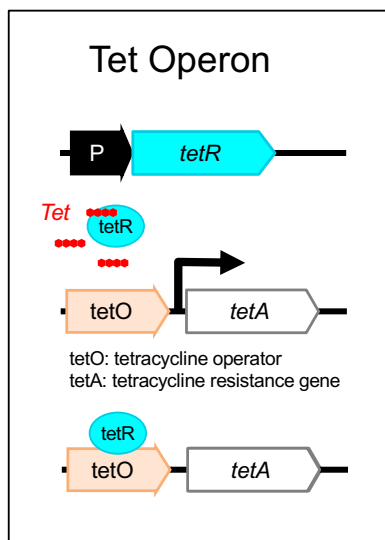 Tet Operon
P tetR
Tet
tetR
tetO tetA
tetO: tetracycline operator
tetA: tetracycline resistance gene
tetR
tetO tetA